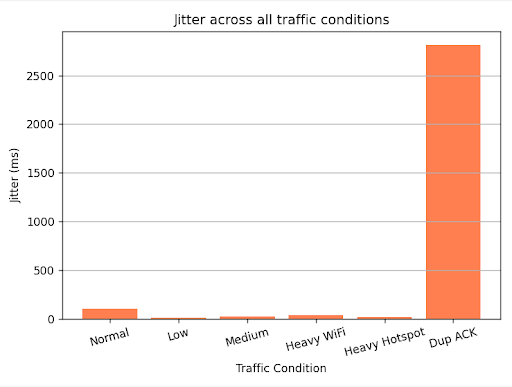 Jitter across all traffic conditions
Jitter (ms)
2500
2000
1500
1000
500
0
Normal
Low
Medium
Heavy WiFi
Heavy Hotspot
Dup ACK
Traffic Condition